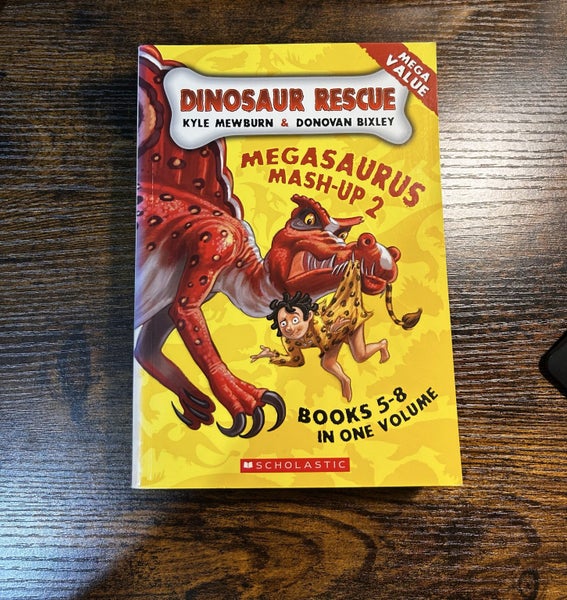 MEGA
VALUE
DINOSAUR RESCUE
KYLE MEWBURN & DONOVAN BIXLEY
MEGASAURUS
MASH-UP 2
BOOKS 5-8
IN ONE VOLUME
SCHOLASTIC